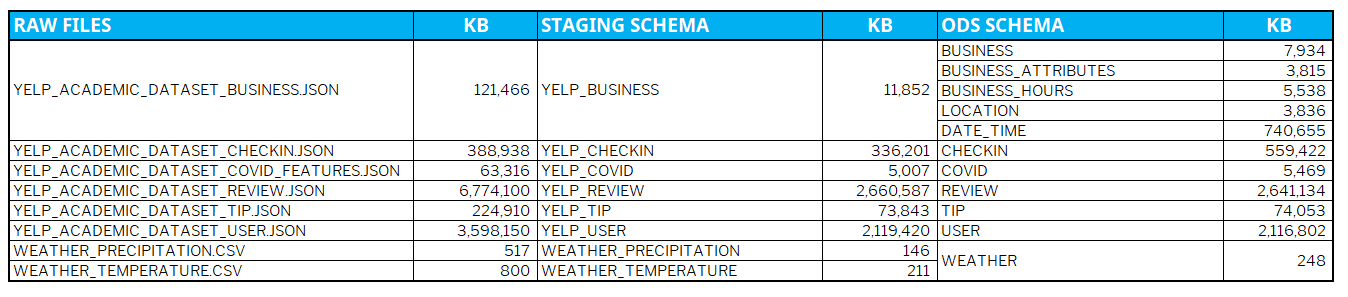 RAW FILES KB STAGING SCHEMA KB ODS SCHEMA KB
BUSINESS 7,934
BUSINESS_ATTRIBUTES 3,815
YELP_ACADEMIC_DATASET_BUSINESS.JSON 121,466 YELP_BUSINESS 11,852 BUSINESS_HOURS 5,538
LOCATION 3,836
DATE_TIME 740,655
YELP_ACADEMIC_DATASET_CHECKIN.JSON 388,938 YELP_CHECKIN 336,201 CHECKIN 559,422
YELP_ACADEMIC_DATASET_COVID_FEATURES.JSON 63,316 YELP_COVID 5,007 COVID 5,469
YELP_ACADEMIC_DATASET_REVIEW.JSON 6,774,100 YELP_REVIEW 2,660,587 REVIEW 2,641,134
YELP_ACADEMIC_DATASET_TIP.JSON 224,910 YELP_TIP 73,843 TIP 74,053
YELP_ACADEMIC_DATASET_USER.JSON 3,598,150 YELP_USER 2,119,420 USER 2,116,802
WEATHER_PRECIPITATION.CSV 517 WEATHER_PRECIPITATION 146
WEATHER 248
WEATHER_TEMPERATURE.CSV 800 WEATHER_TEMPERATURE 211